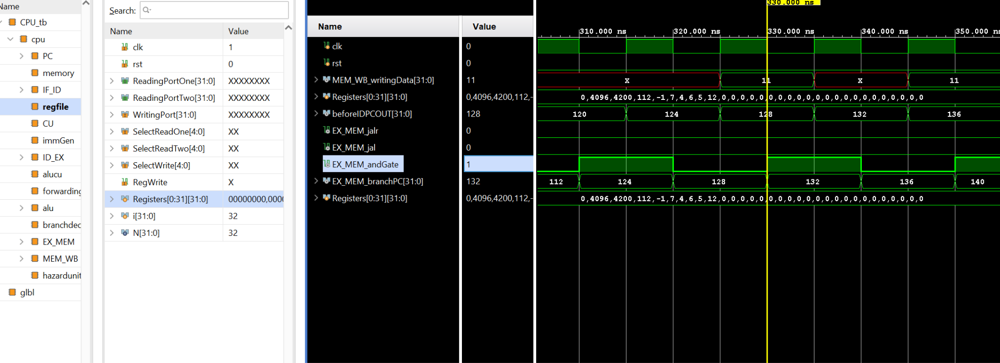 Name
CPU_tb
cpu
PC
memory
IF_ID
regfile
CU
immGen
ID_EX
alucu
forwarding
alu
branchdec
EX_MEM
MEM_WB
hazardunit
glbl
Search:
Name Value
clk 1
rst 0
ReadingPortOne[31:0] XXXXXXXX
ReadingPortTwo[31:0] XXXXXXXX
WritingPort[31:0] XXXXXXXX
SelectReadOne[4:0] XX
SelectReadTwo[4:0] XX
SelectWrite[4:0] XX
RegWrite X
Registers[0:31][31:0] 00000000,0000
i[31:0] 32
N[31:0] 32
Name Value
clk 0
rst 0
MEM_WB_writingData[31:0] 11
Registers[0:31][31:0] 0,4096,4200,112,-
beforeIDPCOUT[31:0] 128
EX_MEM_jalr 0
EX_MEM_jal 0
EX_MEM_andGate 1
EX_MEM_branchPC[31:0] 132
Registers[0:31][31:0] 0,4096,4200,112,-
330.000 ns
310.000 ns 320.000 ns 330.000 ns 340.000 ns 350.000 ns
X 11 X 11
0,4096,4200,112,-1,7,4,6,5,12,0,0,0,0,0,0,0,0,0,0,0,0,0,0,0,0,0,0,0,0,0,0
120 124 128 132 136
112 124 128 132 136 140
0,4096,4200,112,-1,7,4,6,5,12,0,0,0,0,0,0,0,0,0,0,0,0,0,0,0,0,0,0,0,0,0,0